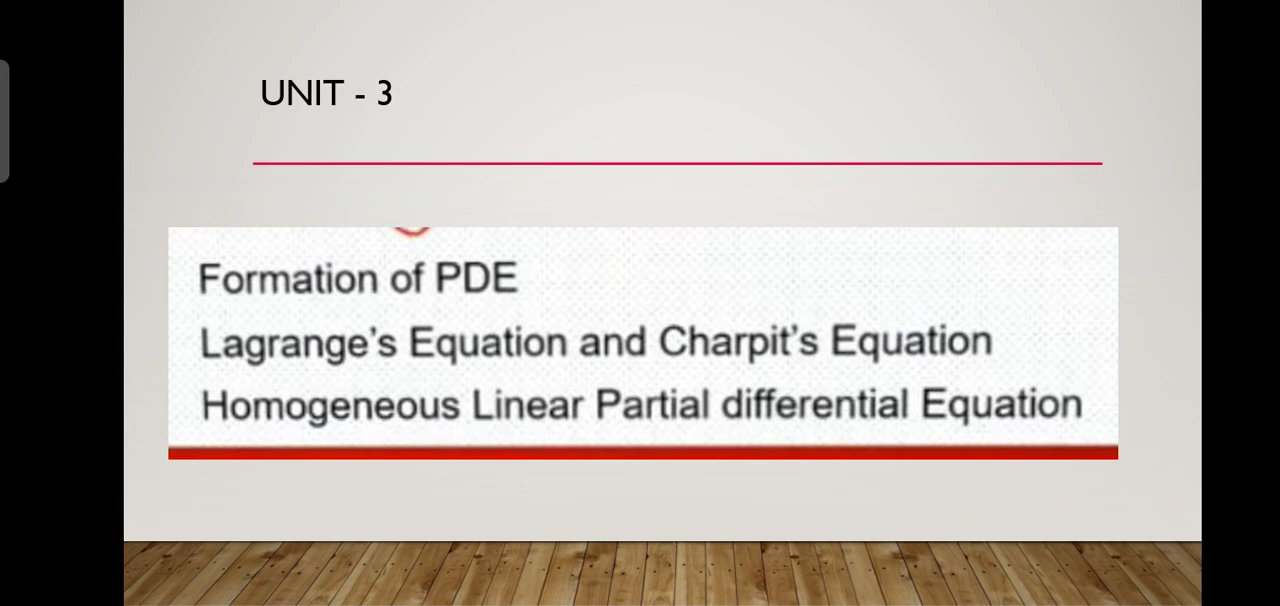 UNIT - 3
Formation of PDE
Lagrange’s Equation and Charpit’s Equation
Homogeneous Linear Partial differential Equation